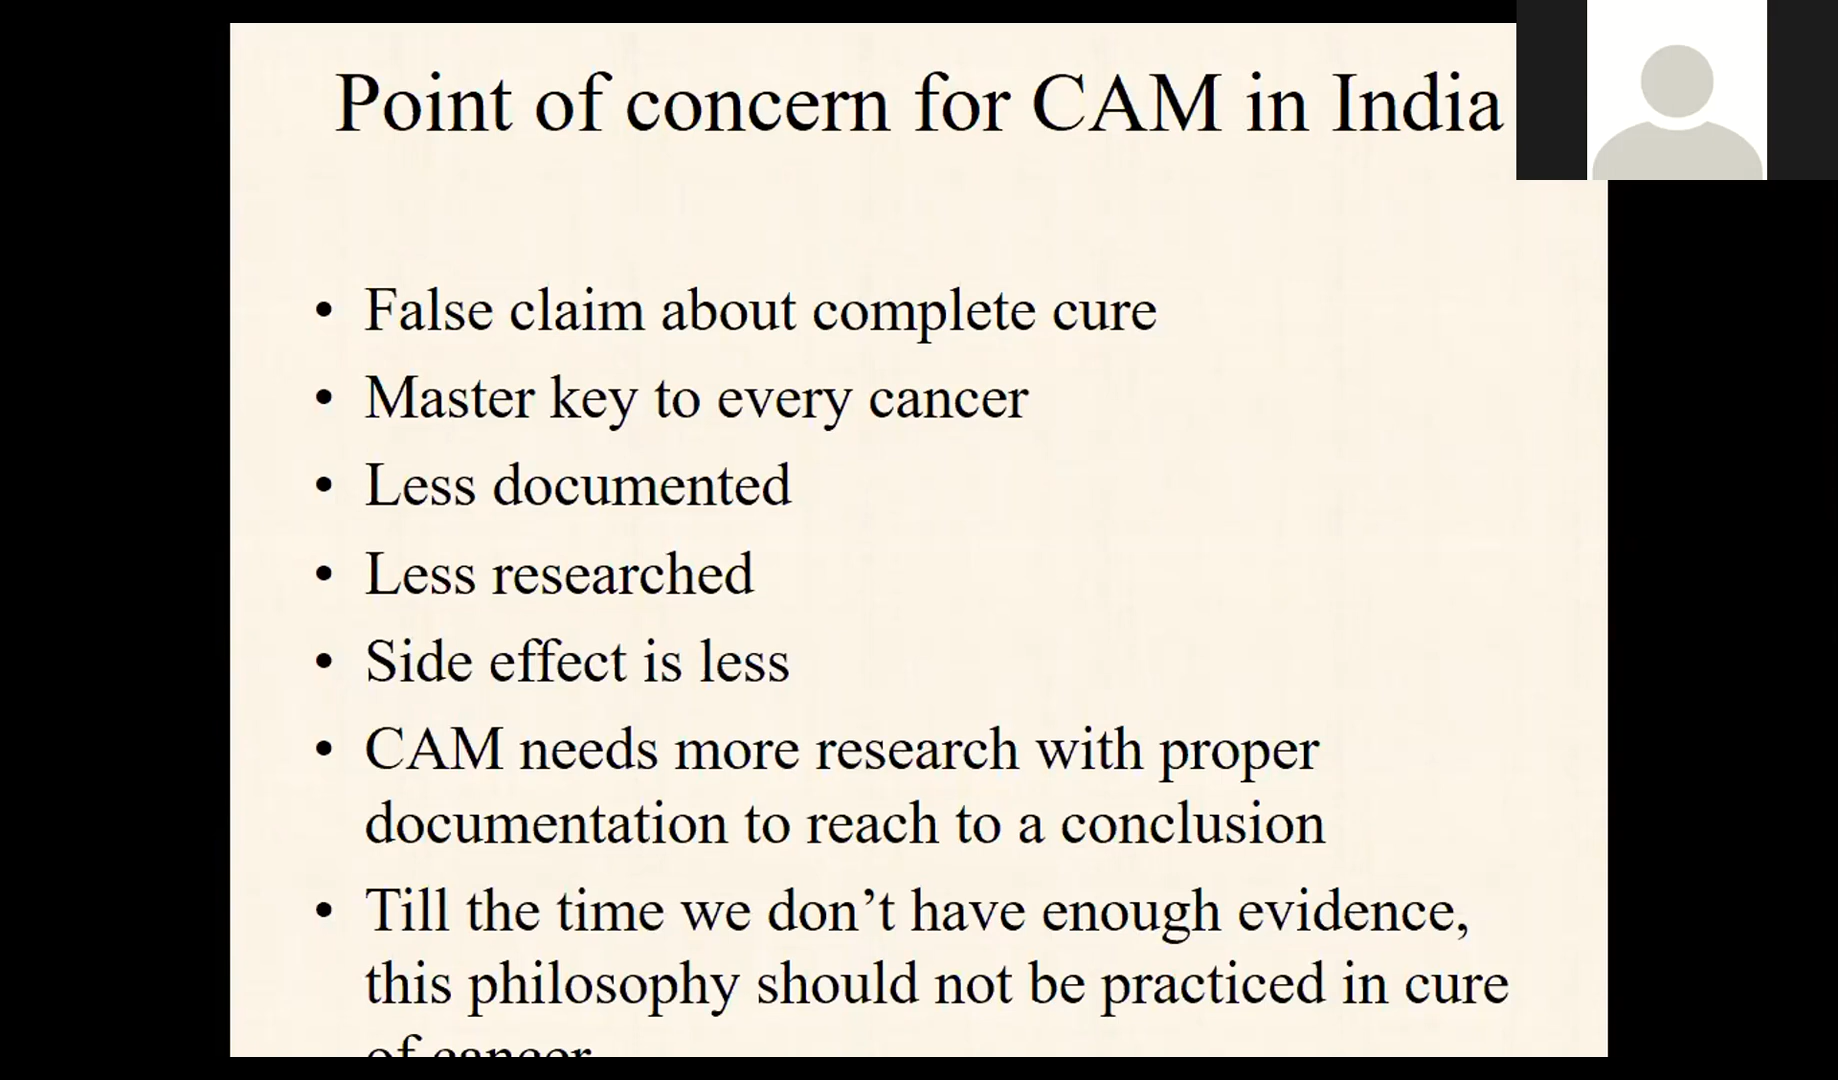 Point of concern for CAM in India
• False claim about complete cure
• Master key to every cancer
• Less documented
• Less researched
• Side effect is less
• CAM needs more research with proper
documentation to reach to a conclusion
• Till the time we don’t have enough evidence,
this philosophy should not be practiced in cure
of cancer